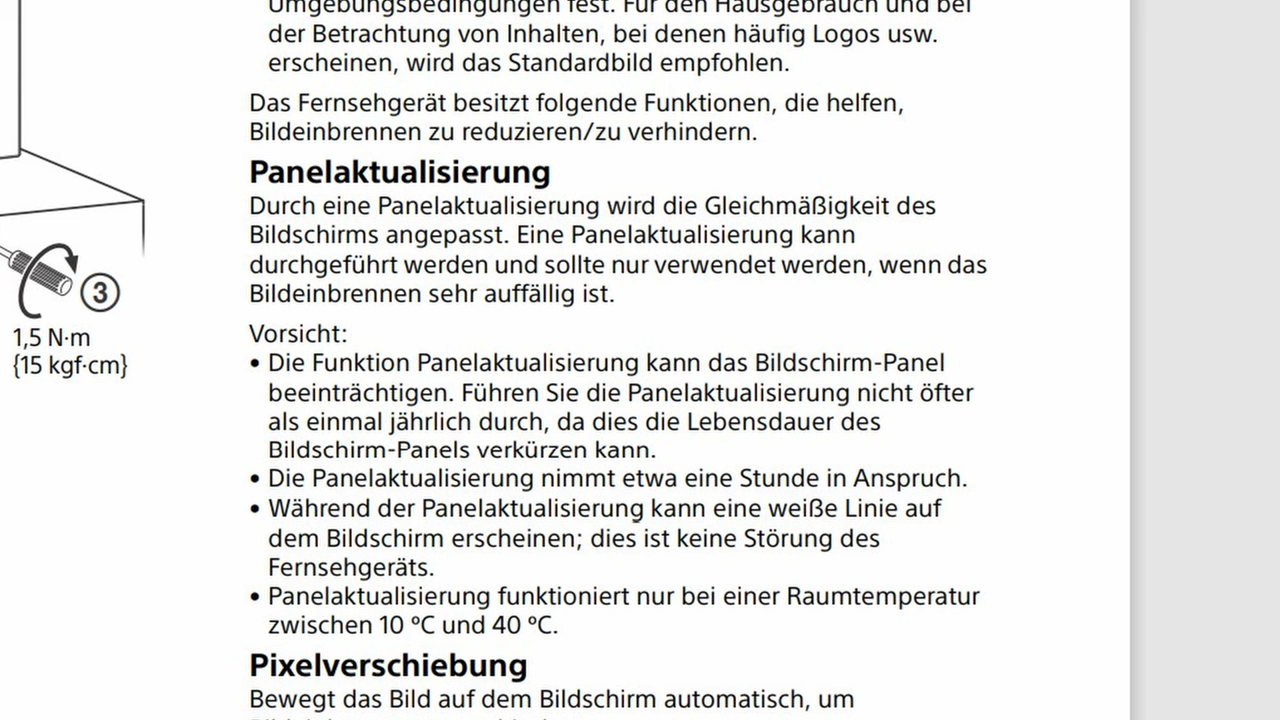 Umgebungsbedingungen fest. Für den Hausgebrauch und bei
der Betrachtung von Inhalten, bei denen häufig Logos usw.
erscheinen, wird das Standardbild empfohlen.
Das Fernsehgerät besitzt folgende Funktionen, die helfen,
Bildeinbrennen zu reduzieren/zu verhindern.
Panelaktualisierung
Durch eine Panelaktualisierung wird die Gleichmäßigkeit des
Bildschirms angepasst. Eine Panelaktualisierung kann
durchgeführt werden und sollte nur verwendet werden, wenn das
Bildeinbrennen sehr auffällig ist.
Vorsicht:
• Die Funktion Panelaktualisierung kann das Bildschirm-Panel
beeinträchtigen. Führen Sie die Panelaktualisierung nicht öfter
als einmal jährlich durch, da dies die Lebensdauer des
Bildschirm-Panels verkürzen kann.
• Die Panelaktualisierung nimmt etwa eine Stunde in Anspruch.
• Während der Panelaktualisierung kann eine weiße Linie auf
dem Bildschirm erscheinen; dies ist keine Störung des
Fernsehgeräts.
• Panelaktualisierung funktioniert nur bei einer Raumtemperatur
zwischen 10 ºC und 40 ºC.
Pixelverschiebung
Bewegt das Bild auf dem Bildschirm automatisch, um
3
1,5 N·m
{15 kgf·cm}